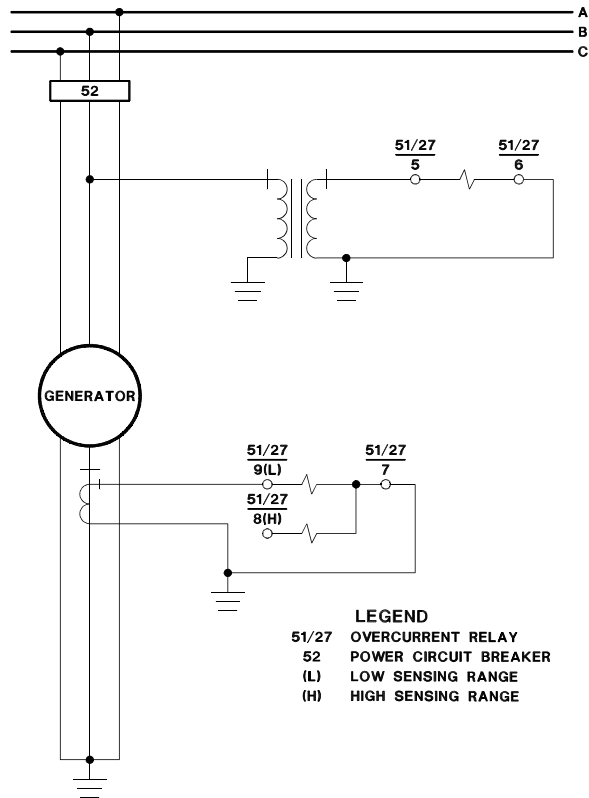 A
B
C
52
51/27
5
51/27
6
GENERATOR
51/27
9(L)
51/27
7
51/27
8(H)
LEGEND
51/27 OVERCURRENT RELAY
52 POWER CIRCUIT BREAKER
(L) LOW SENSING RANGE
(H) HIGH SENSING RANGE